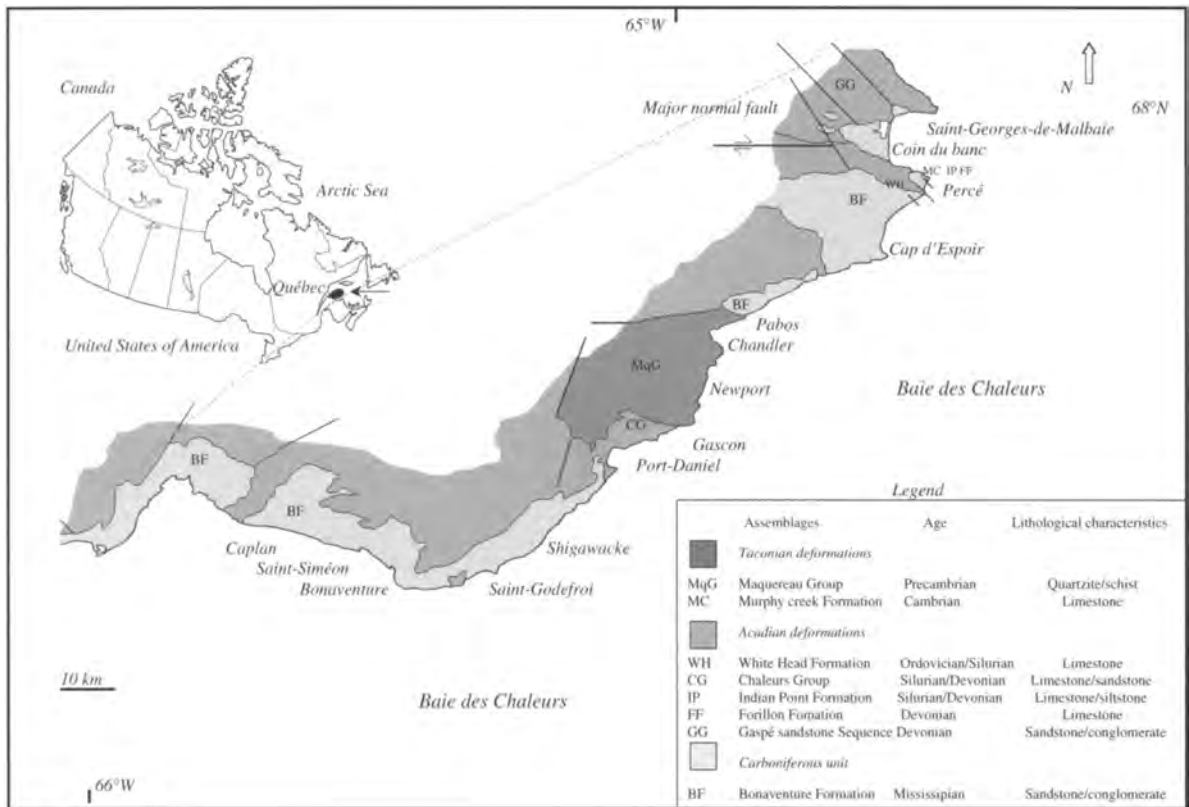 65°W
Canada
N
GG
68°N
Major normal fault
Saint-Georges-de-Malbaie
Coin du banc
Arctic Sea
MC IP FF
WH
Percé
BF
Cap d'Espoir
Québec
BF
Pabos
United States of America
Chandler
MqG
Newport
Baie des Chaleurs
CG
Gascon
BF
Port-Daniel
BF
Caplan
Shigawacke
Saint-Siméon
Bonaventure
Saint-Godefroi
10 km
Baie des Chaleurs
66°W
Legend
Assemblages Age Lithological characteristics
Taconian deformations
MqG Maquereau Group Precambrian Quartzite/schist
MC Murphy creek Formation Cambrian Limestone
Acadian deformations
WH White Head Formation Ordovician/Silurian Limestone
CG Chaleurs Group Silurian/Devonian Limestone/sandstone
IP Indian Point Formation Silurian/Devonian Limestone/siltstone
FF Forillon Fomation Devonian Limestone
GG Gaspé sandstone Sequence Devonian Sandstone/conglomerate
Carboniferous unit
BF Bonaventure Formation Missisipian Sandstone/conglomerate